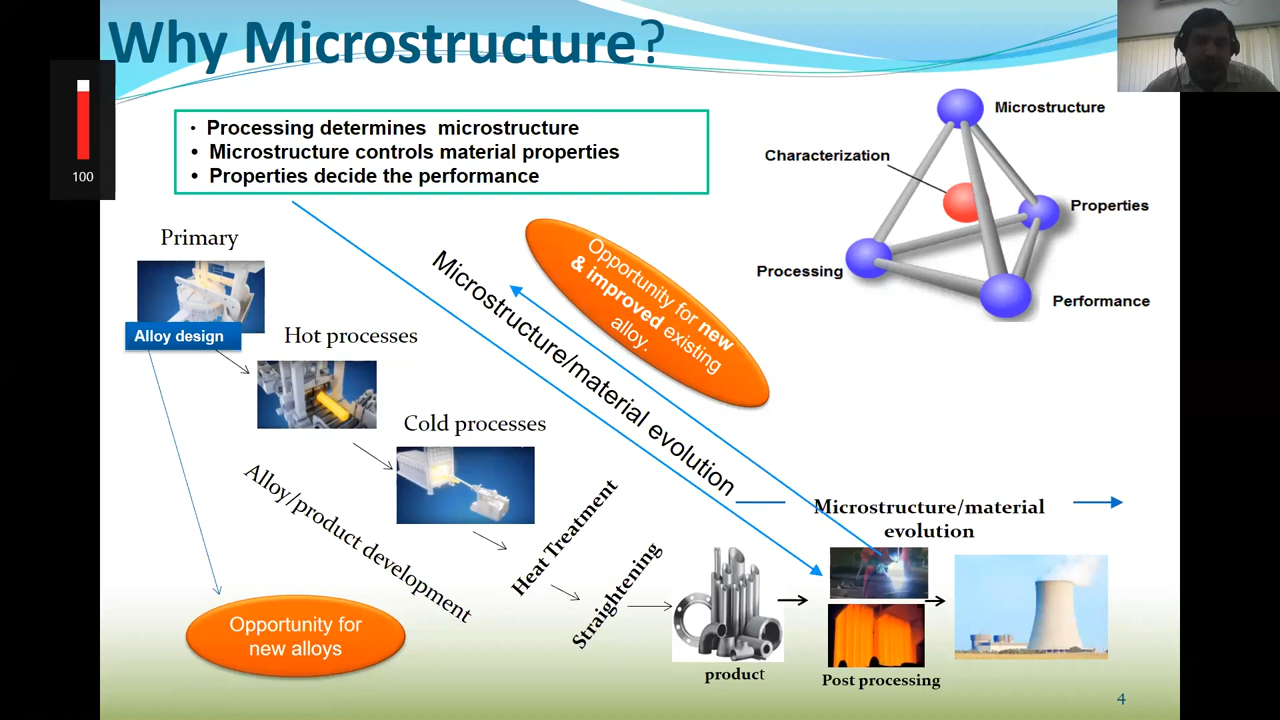 Why Microstructure?
100
• Processing determines microstructure
• Microstructure controls material properties
• Properties decide the performance
Microstructure
Characterization
Properties
Processing
Performance
Primary
Alloy design
Hot processes
Cold processes
Opportunity for new
& improved existing
alloy.
Microstructure/material evolution
Alloy/product development
Heat Treatment
Straightening
Microstructure/material
evolution
Opportunity for
new alloys
product
Post processing
4